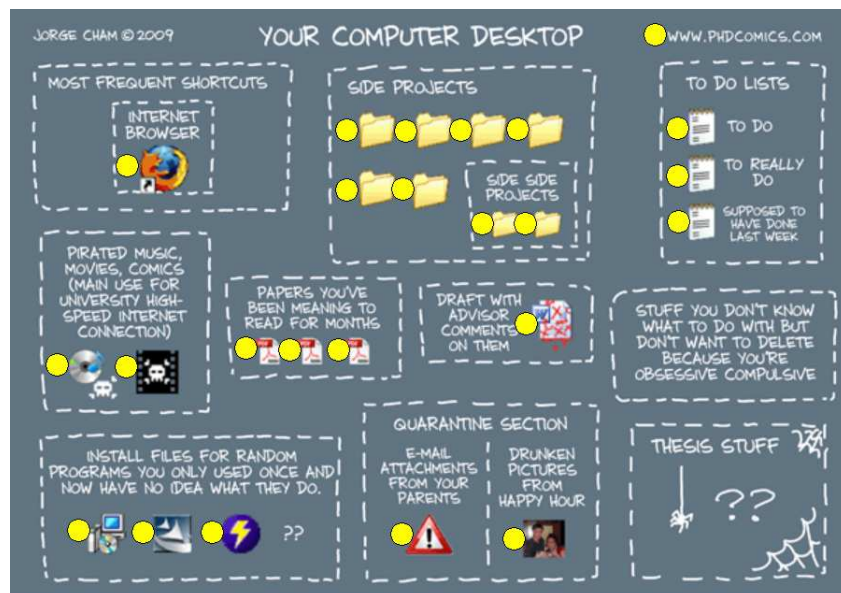 JORGE CHAM © 2009
YOUR COMPUTER DESKTOP
WWW.PHDCOMICS.COM
MOST FREQUENT SHORTCUTS
INTERNET
BROWSER
SIDE PROJECTS
SIDE SIDE
PROJECTS
TO DO LISTS
TO DO
TO REALLY
DO
SUPPOSED TO
HAVE DONE
LAST WEEK
PIRATED MUSIC,
MOVIES, COMICS
(MAIN USE FOR
UNIVERSITY HIGH-
SPEED INTERNET
CONNECTION)
PAPERS YOU'VE
BEEN MEANING TO
READ FOR MONTHS
DRAFT WITH
ADVISOR
COMMENTS
ON THEM
STUFF YOU DON'T KNOW
WHAT TO DO WITH BUT
DON'T WANT TO DELETE
BECAUSE YOU'RE
OBSESSIVE COMPULSIVE
INSTALL FILES FOR RANDOM
PROGRAMS YOU ONLY USED ONCE AND
NOW HAVE NO IDEA WHAT THEY DO.
??
QUARANTINE SECTION
E-MAIL
ATTACHMENTS
FROM YOUR
PARENTS
DRUNKEN
PICTURES
FROM
HAPPY HOUR
THESIS STUFF
??